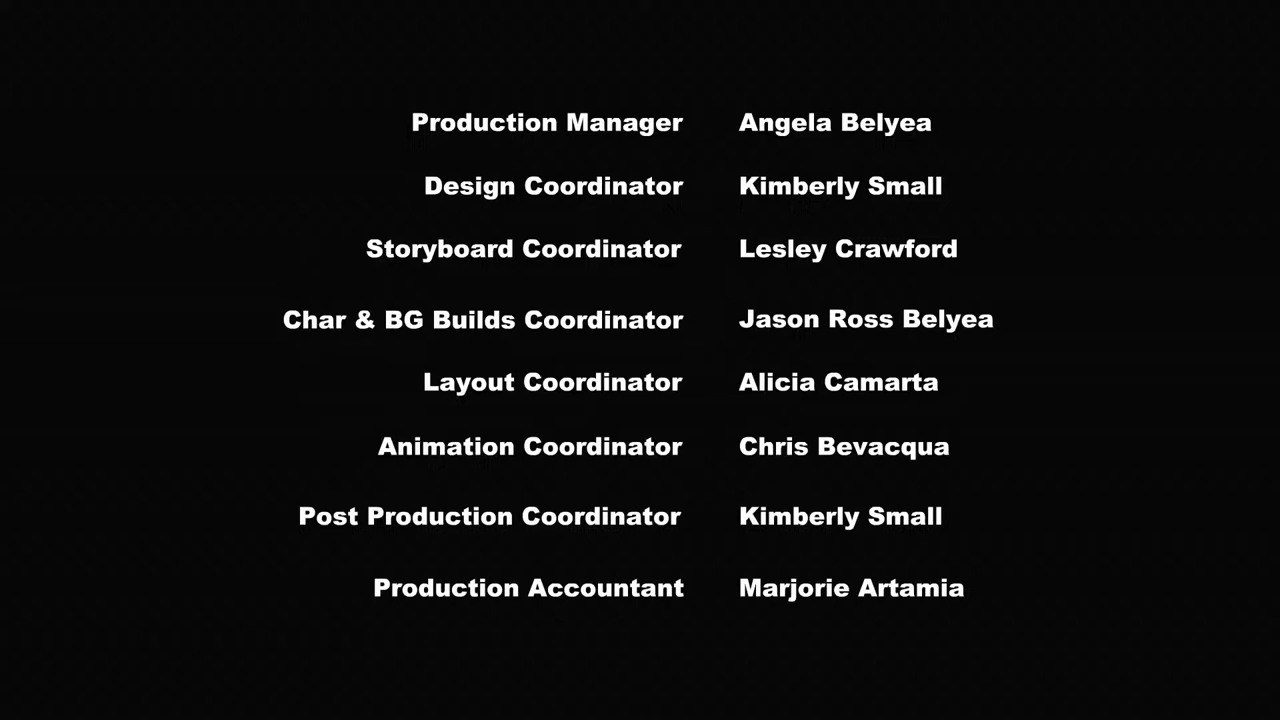 Production Manager Angela Belyea
Design Coordinator Kimberly Small
Storyboard Coordinator Lesley Crawford
Char & BG Builds Coordinator Jason Ross Belyea
Layout Coordinator Alicia Camarta
Animation Coordinator Chris Bevacqua
Post Production Coordinator Kimberly Small
Production Accountant Marjorie Artamia